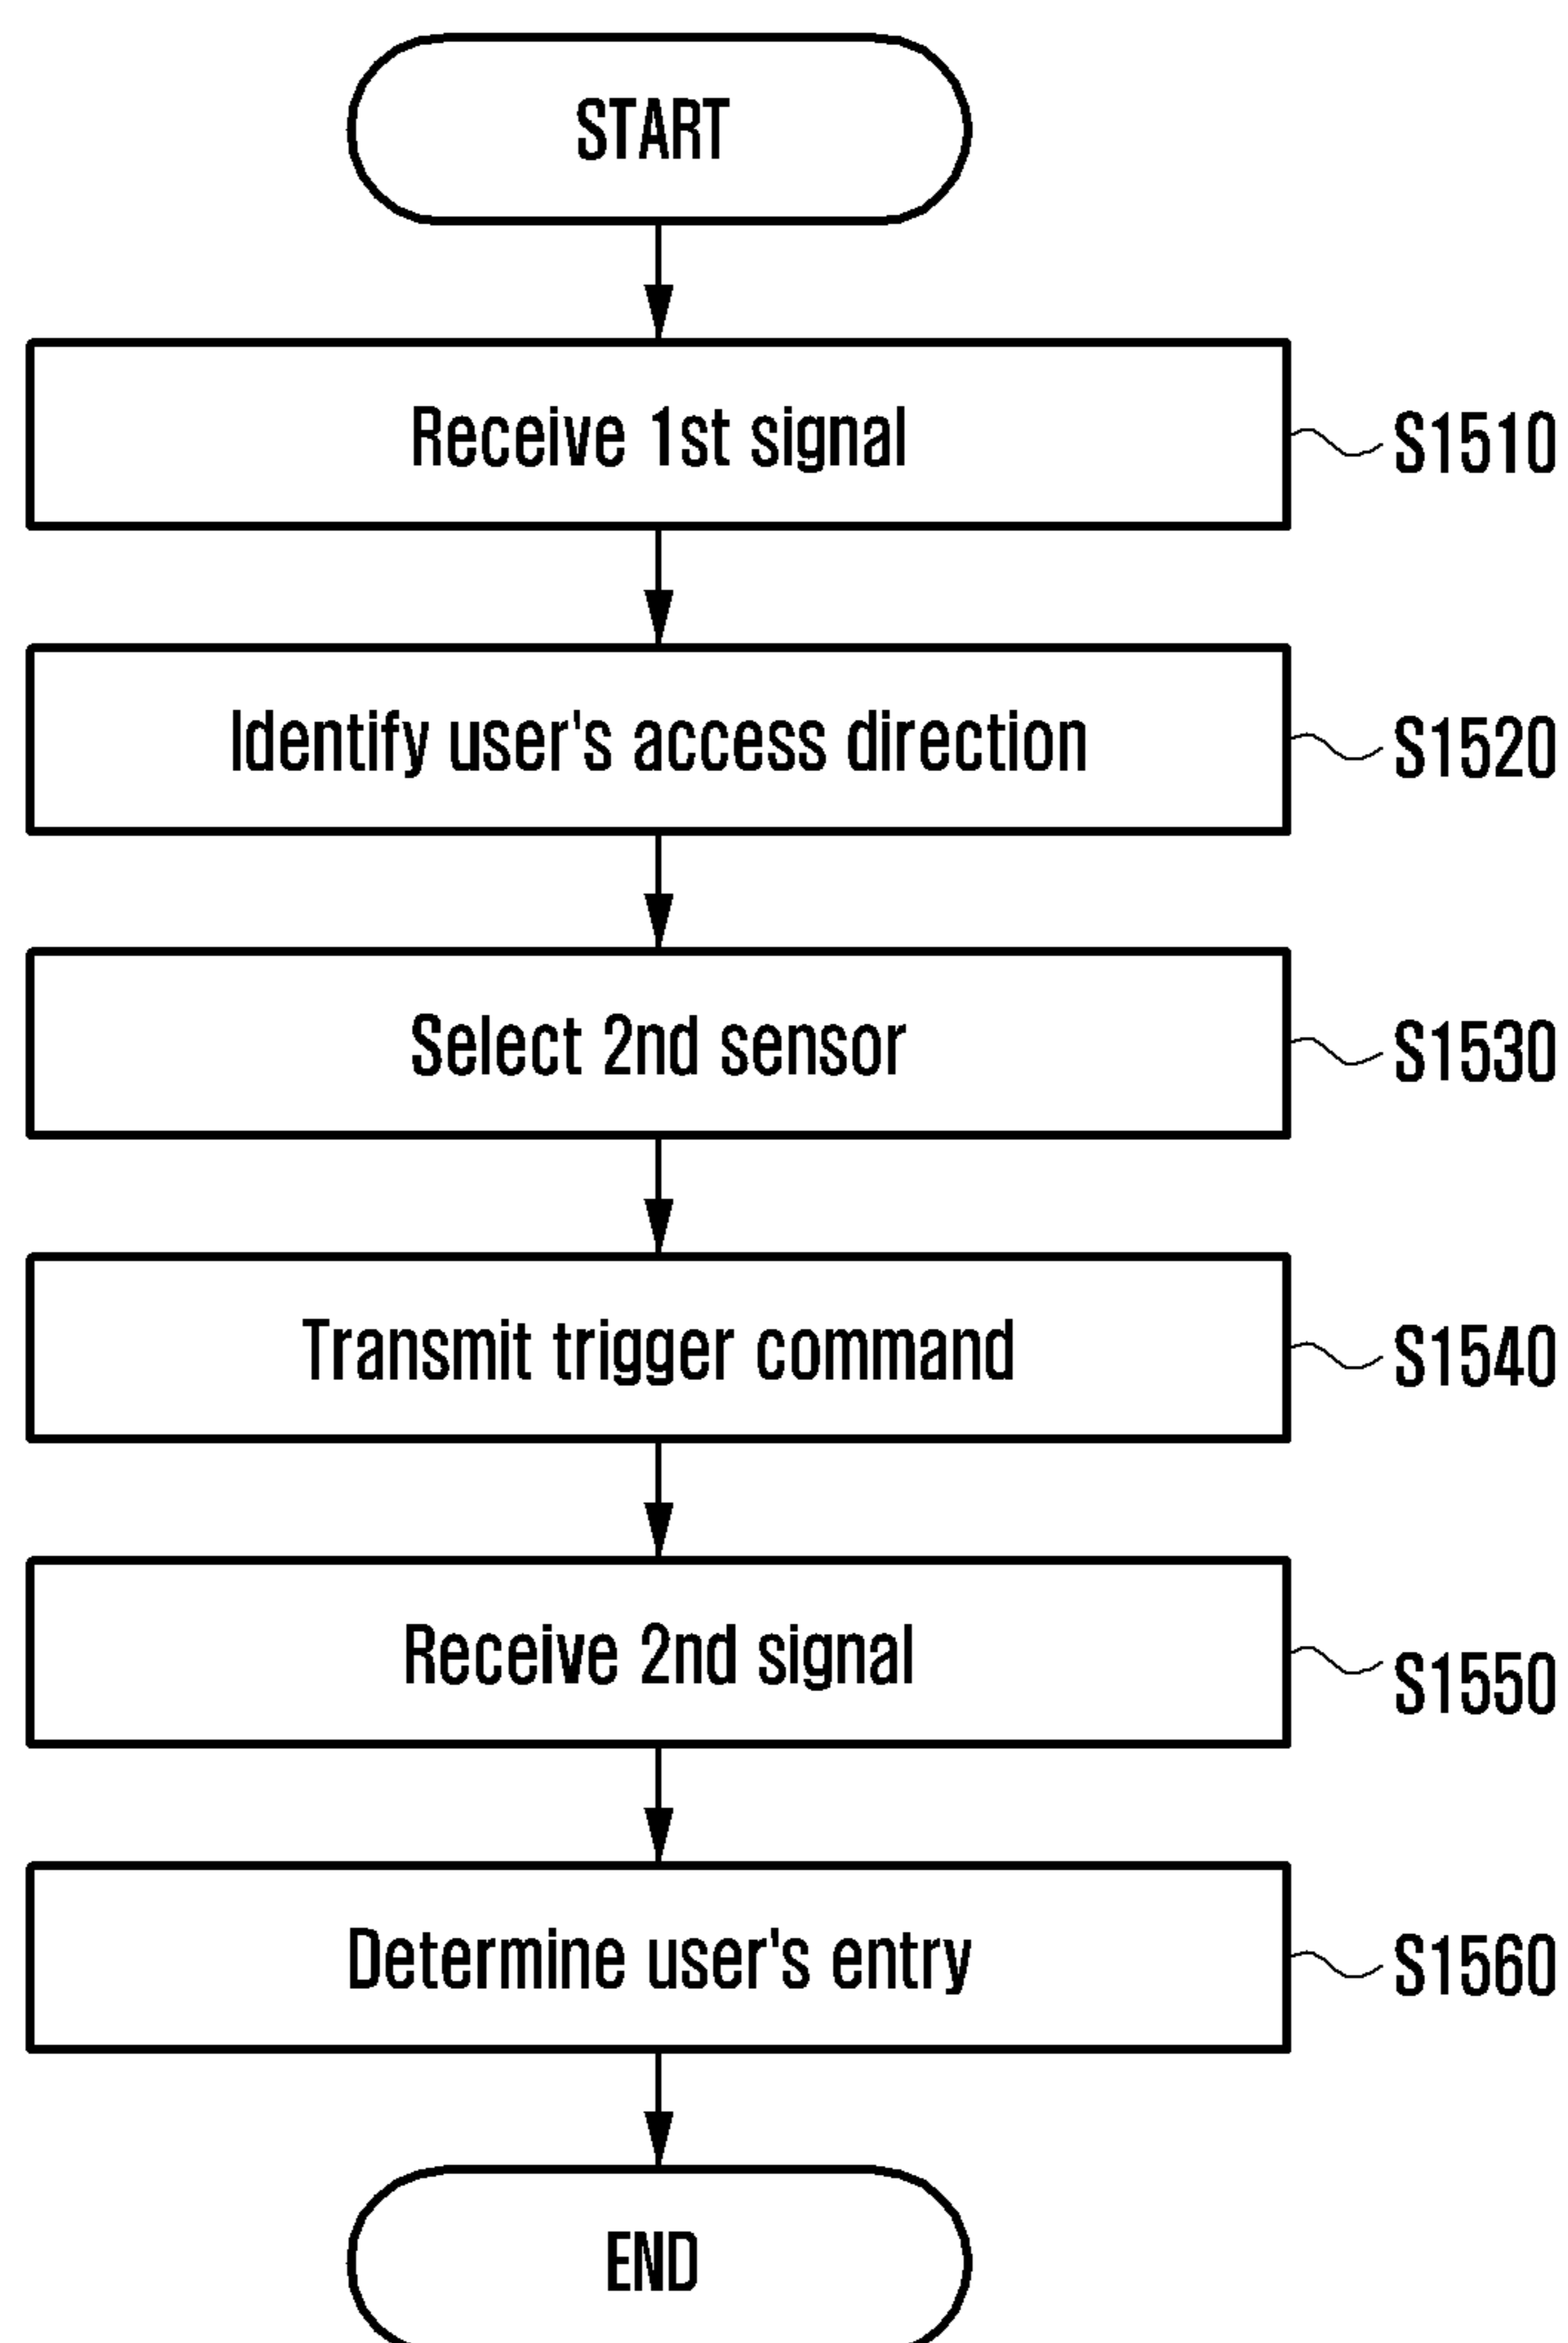 START
Receive 1st signal
S1510
Identify user's access direction
S1520
Select 2nd sensor
S1530
Transmit trigger command
S1540
Receive 2nd signal
S1550
Determine user's entry
S1560
END